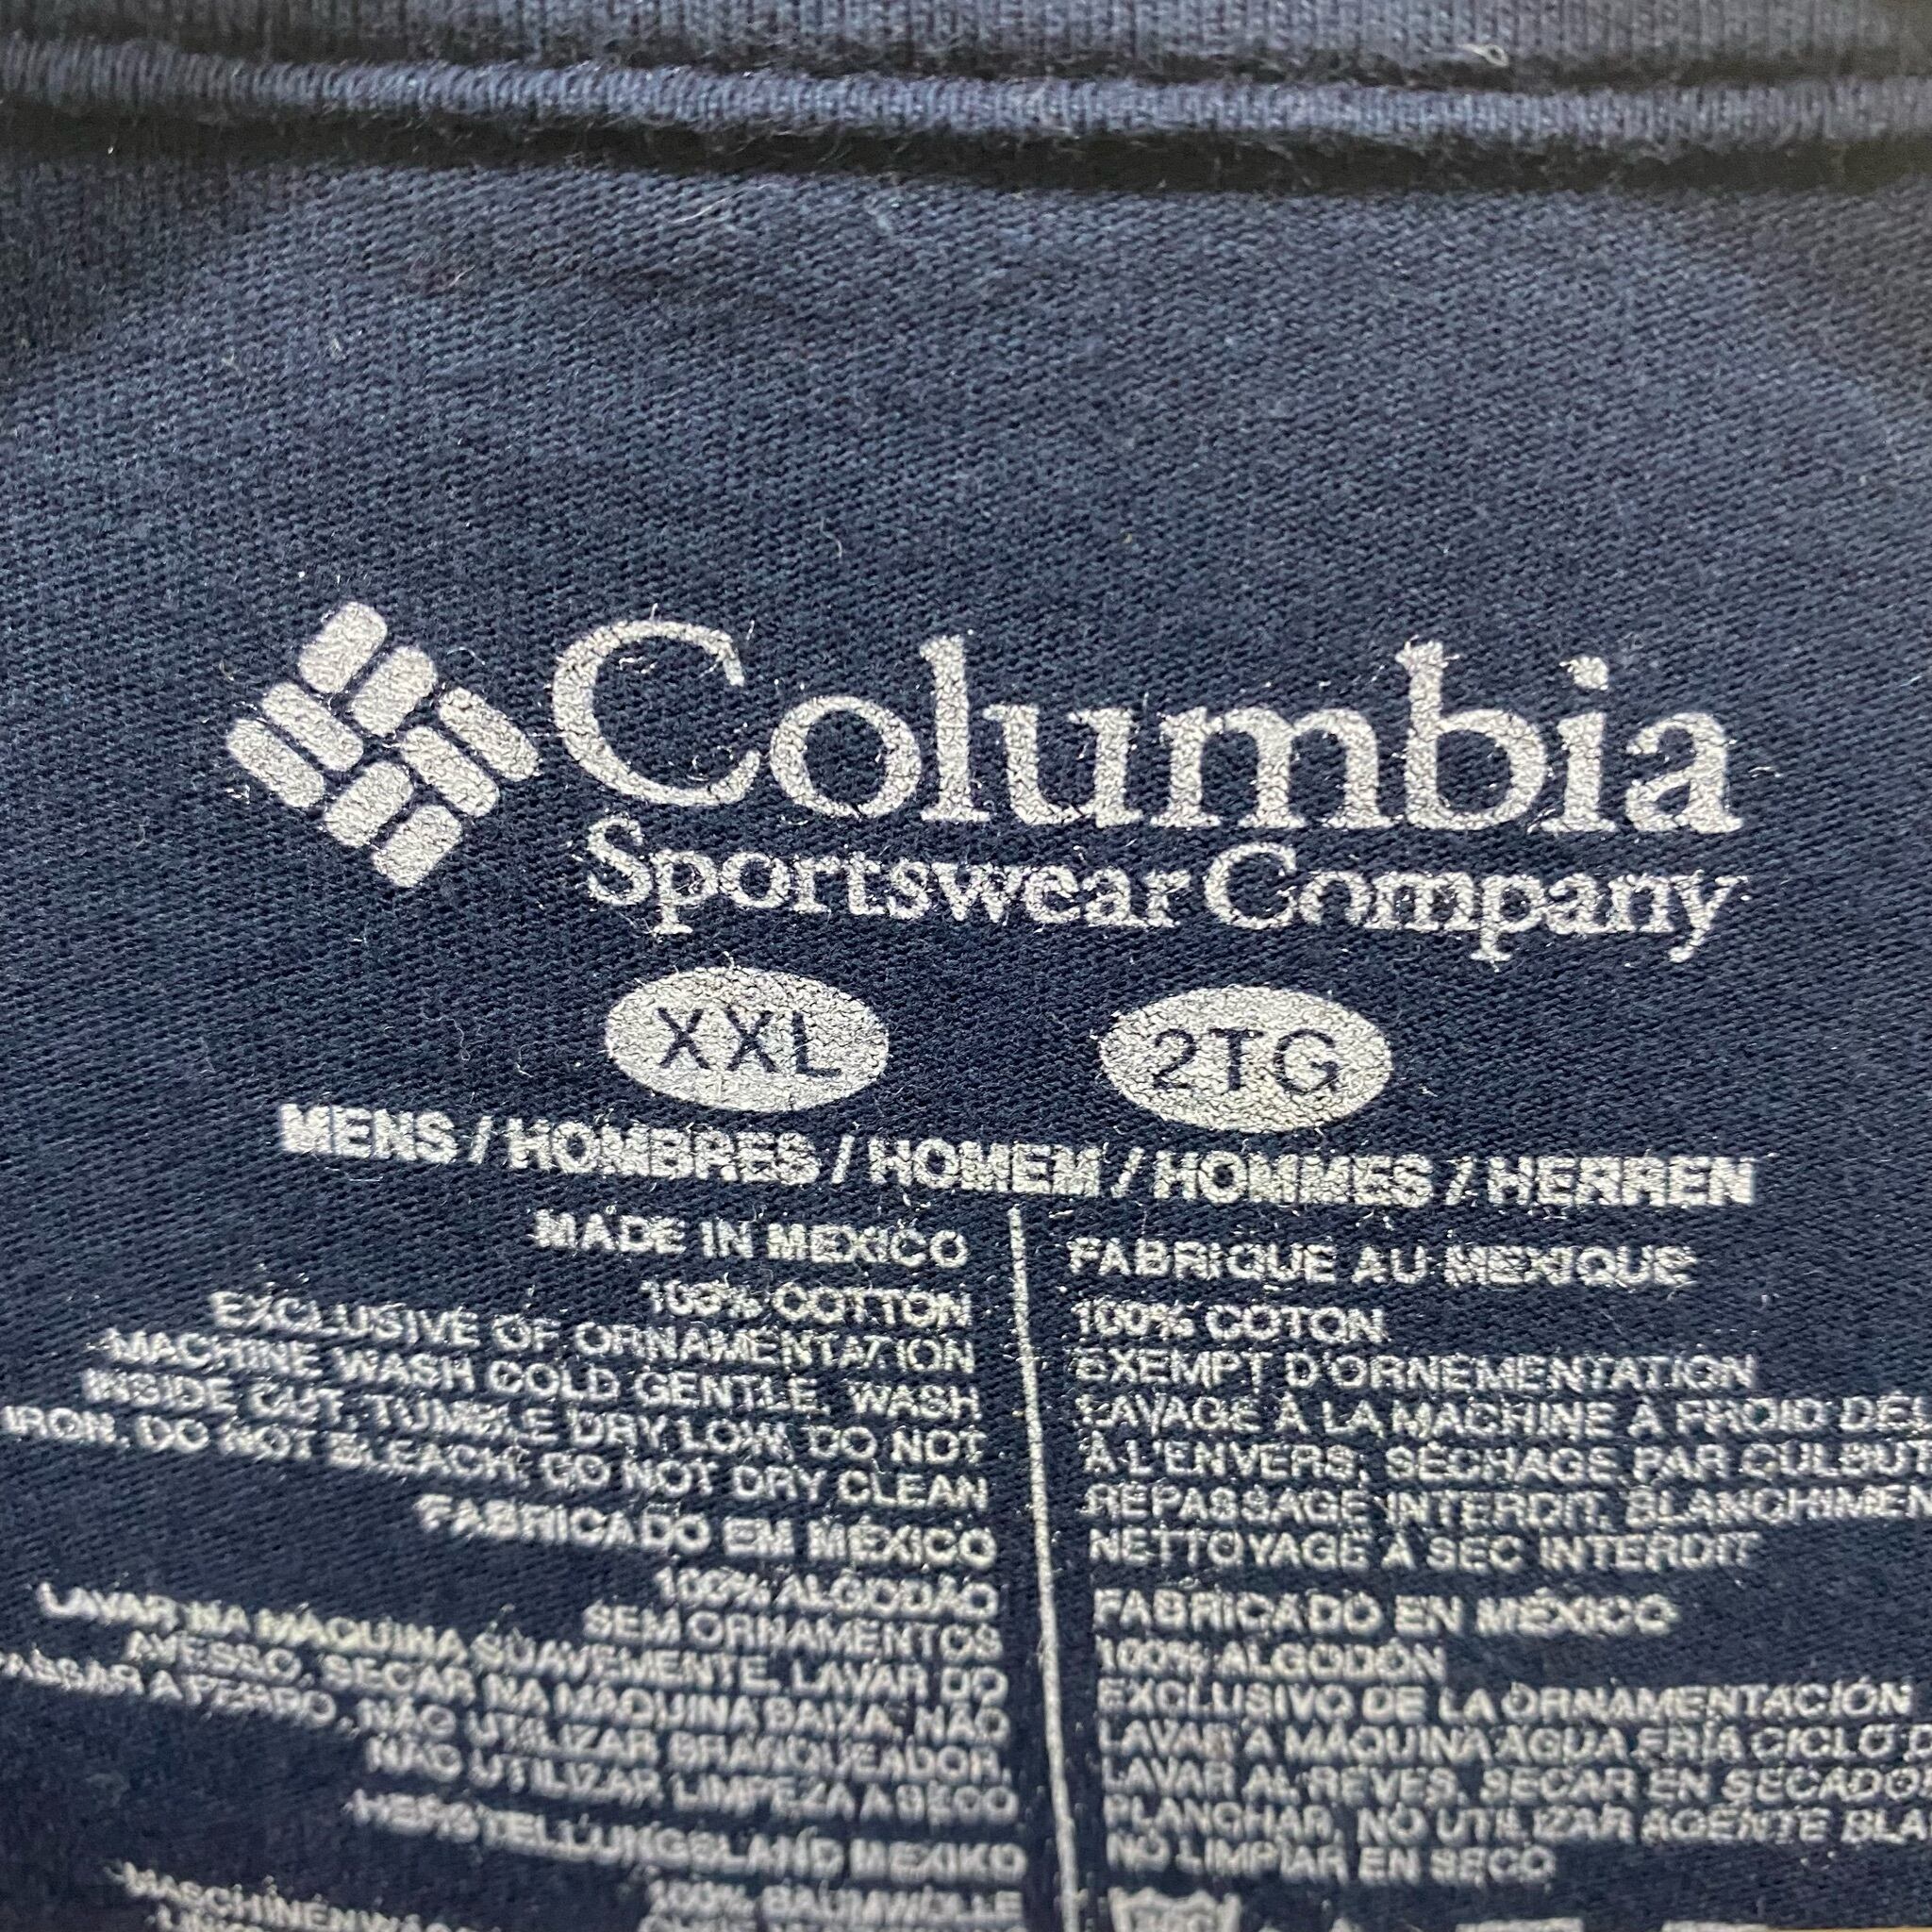 Columbia
Sportswear Company
XXL 2TG
MENS / HOMBRES / HOMEM / HOMMES / HERREN
MADE IN MEXICO
100% COTTON
EXCLUSIVE OF ORNAMENTATION
MACHINE WASH COLD GENTLE, WASH
INSIDE OUT, TUMBLE DRY LOW, DO NOT
IRON, DO NOT BLEACH, DO NOT DRY CLEAN
FABRICADO EM MÉXICO
100% ALGODÃO
SEM ORNAMENTOS
LAVAR NA MÁQUINA SUAVEMENTE, LAVAR DO
AVESSO, SECAR NA MAQUINA BAIXA, NÃO
PASSAR A FERRO, NÃO UTILIZAR BRANQUEADOR,
NÃO UTILIZAR LIMPEZA A SECO
HERSTELLUNGSLAND MEXIKO
100% BAUMWOLLE
FABRIQUE AU MEXIQUE
100% COTON
EXEMPT D'ORNEMENTATION
LAVAGE À LA MACHINE À FROID
À L'ENVERS, SÉCHAGE PAR
REPASSAGE INTERDIT,
NETTOYAGE À SEC INTERDIT
FABRICADO EN MÉXICO
100% ALGODÓN
EXCLUSIVO DE LA ORNAMENTACIÓN
LAVAR A MÁQUINA AGUA FRÍA CICLO
LAVAR AL REVÉS, SECAR EN
PLANCHAR, NO UTILIZAR AGENTE
NO LIMPIAR EN SECO